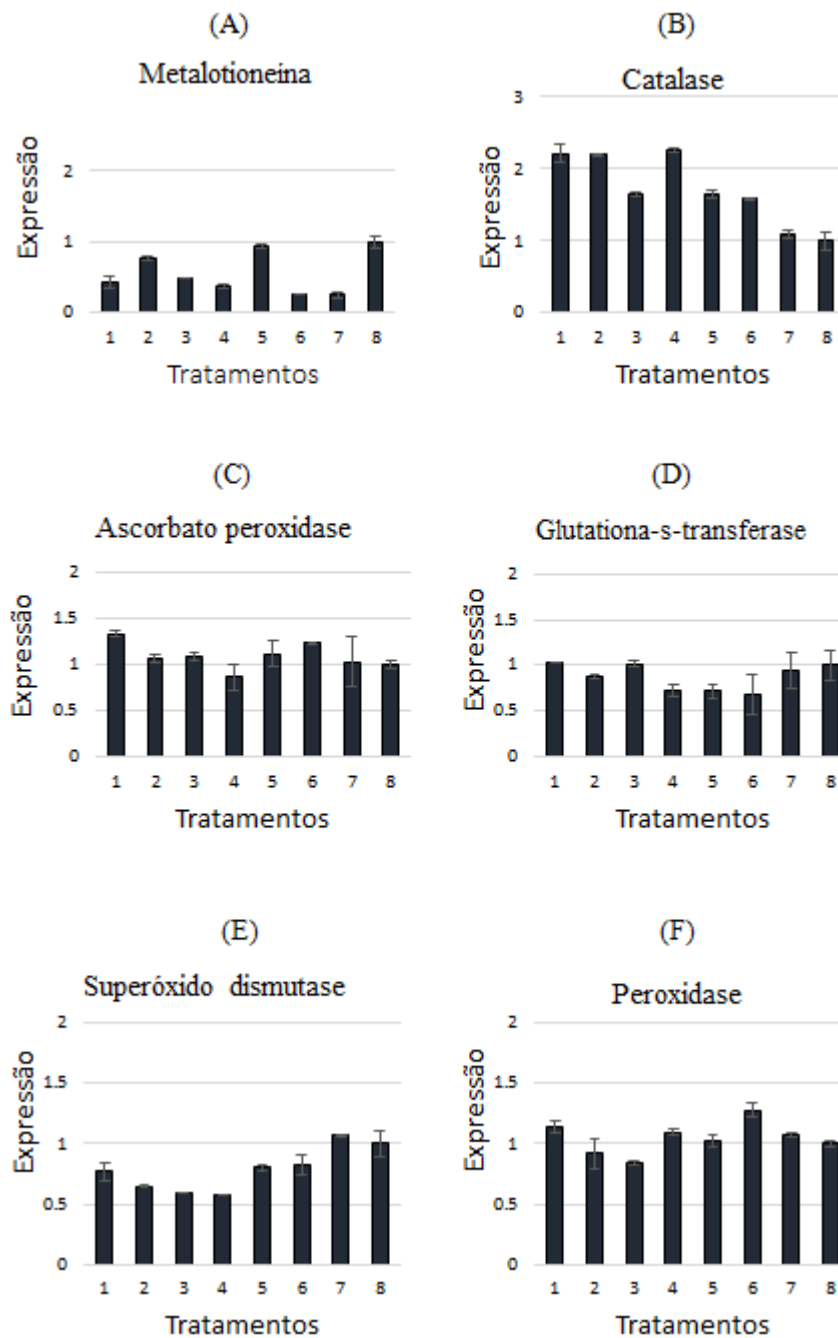 (A)
Metalotioneina
2
1
0
Expressão
1 2 3 4 5 6 7 8
Tratamentos
(B)
Catalase
3
2
1
0
Expressão
1 2 3 4 5 6 7 8
Tratamentos
(C)
Ascorbato peroxidase
2
1.5
1
0.5
0
Expressão
1 2 3 4 5 6 7 8
Tratamentos
(D)
Glutationa-s-transferase
2
1.5
1
0.5
0
Expressão
1 2 3 4 5 6 7 8
Tratamentos
(E)
Superóxido dismutase
2
1.5
1
0.5
0
Expressão
1 2 3 4 5 6 7 8
Tratamentos
(F)
Peroxidase
2
1.5
1
0.5
0
Expressão
1 2 3 4 5 6 7 8
Tratamentos